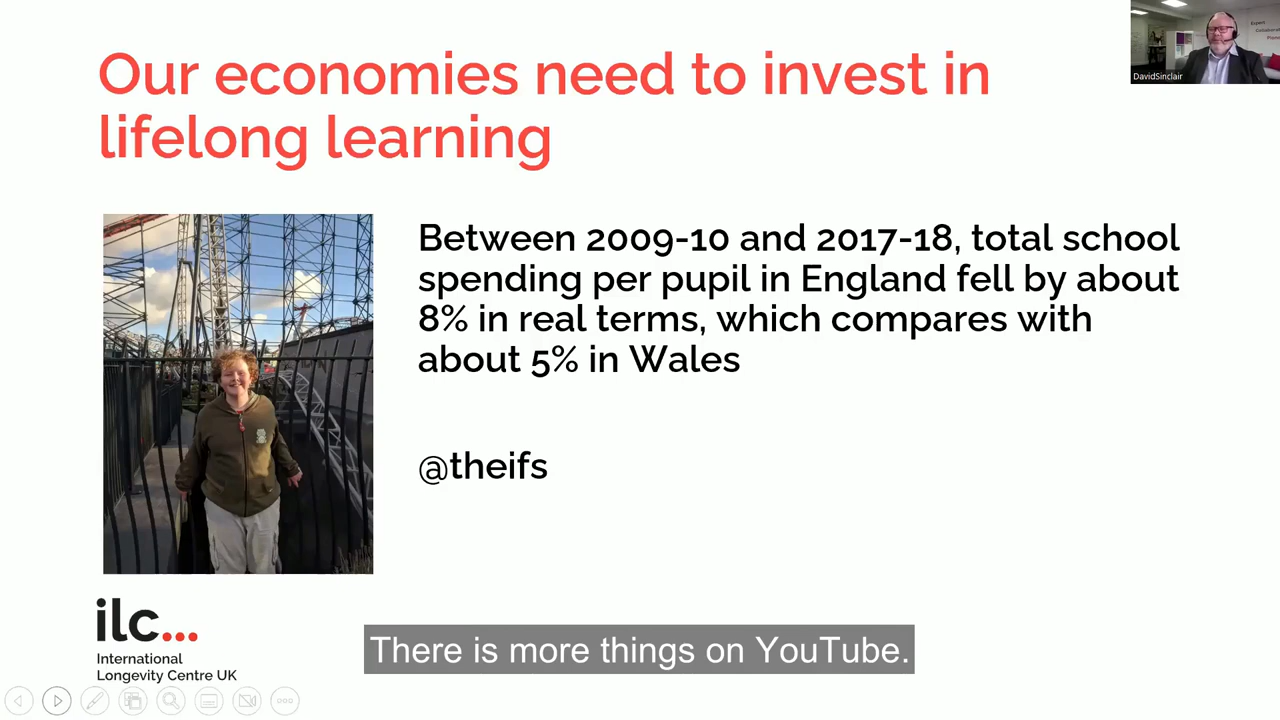 Our economies need to invest in
lifelong learning
DavidSinclair
Between 2009-10 and 2017-18, total school
spending per pupil in England fell by about
8% in real terms, which compares with
about 5% in Wales
@theifs
ilc...
International
Longevity Centre UK
There is more things on YouTube.